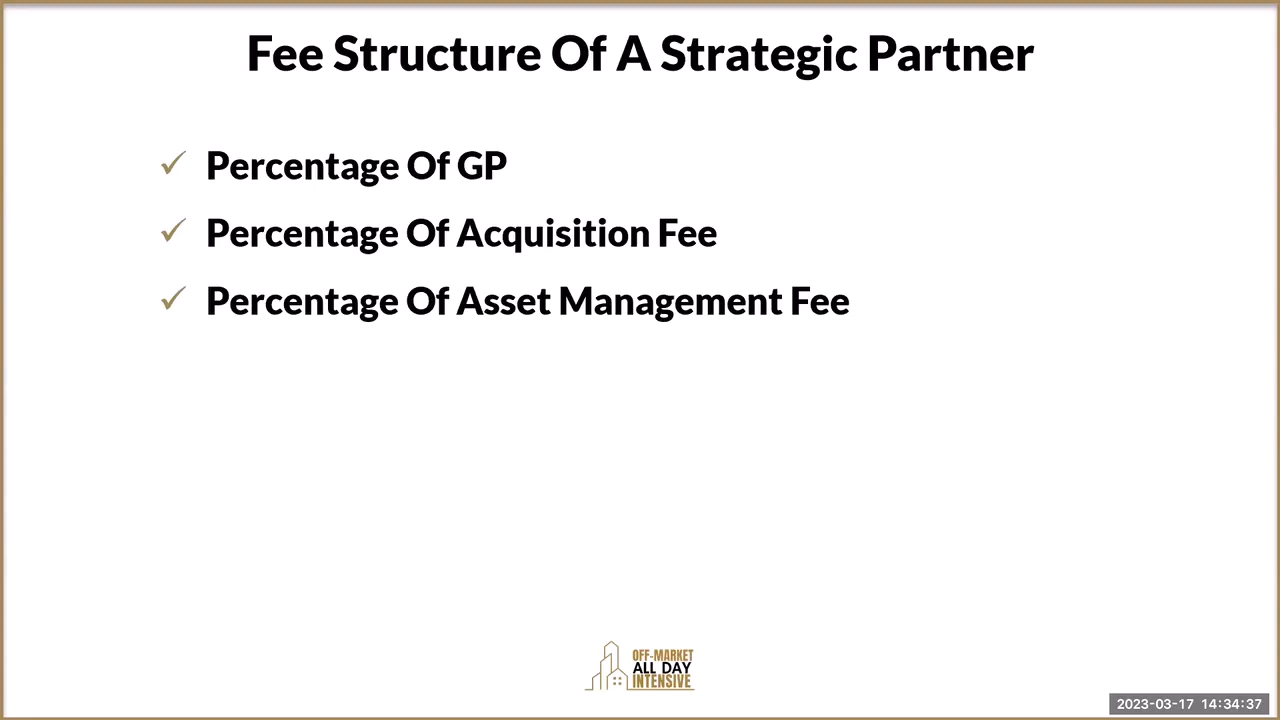 Fee Structure Of A Strategic Partner
✓ Percentage Of GP
✓ Percentage Of Acquisition Fee
✓ Percentage Of Asset Management Fee
OFF-MARKET
ALL DAY
INTENSIVE
2023-03-17 14:34:37